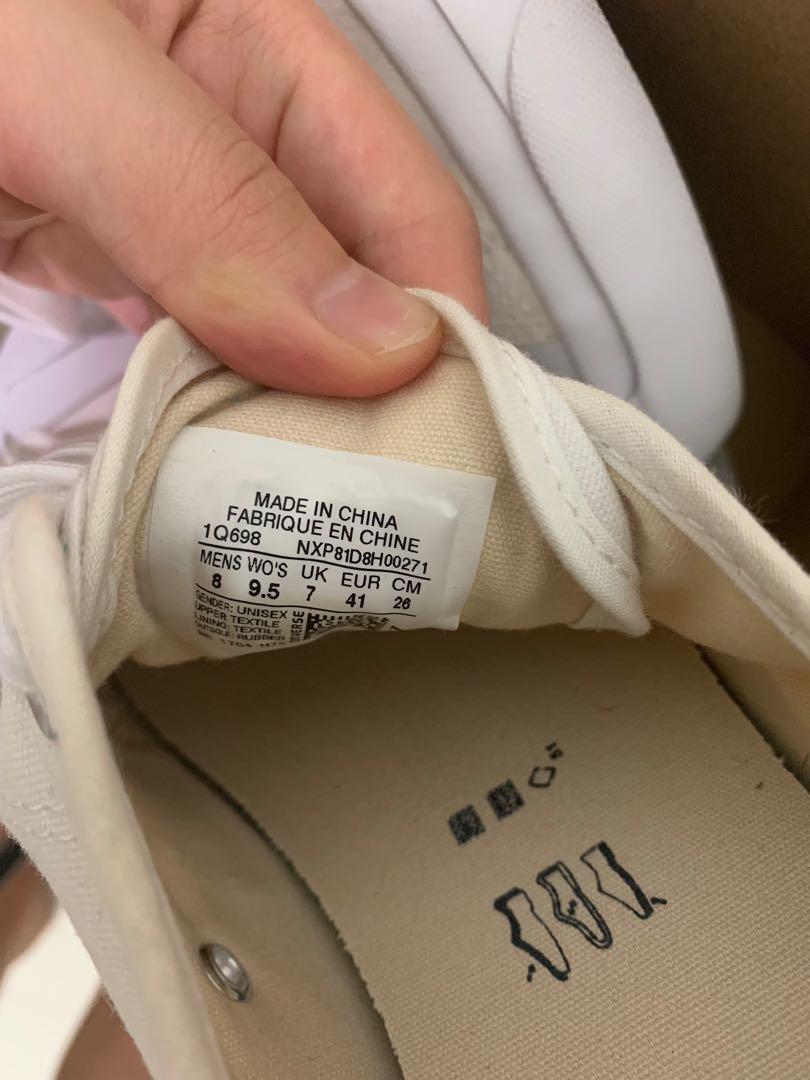 MADE IN CHINA
FABRIQUE EN CHINE
1Q698 NXP81D8H00271
MENS WO'S UK EUR CM
8 9.5 7 41 26
GENDER: UNISEX
UPPER TEXTILE
LINING: TEXTILE
OUTSOLE: RUBBER